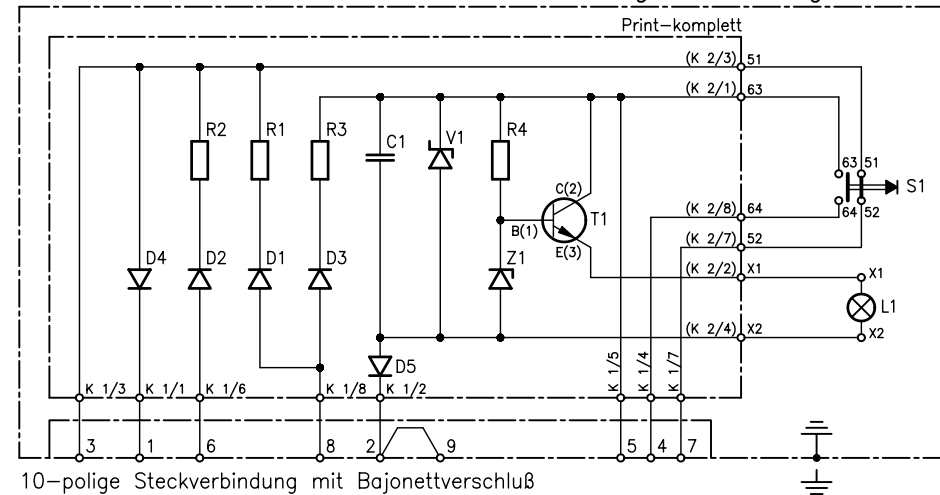 Print-komplett
(K 2/3) 51
(K 2/1) 63
R2 R1 R3 C1 V1 R4
63 51
S1
C(2)
T1
B(1)
E(3)
(K 2/8) 64
64 52
(K 2/7) 52
D4 D2 D1 D3 Z1
(K 2/2) X1
X1
L1
(K 2/4) X2
X2
D5
K 1/3 K 1/1 K 1/6 K 1/8 K 1/2 K 1/5 K 1/4 K 1/7
3 1 6 8 2 9 5 4 7
10-polige Steckverbindung mit Bajonettverschluß